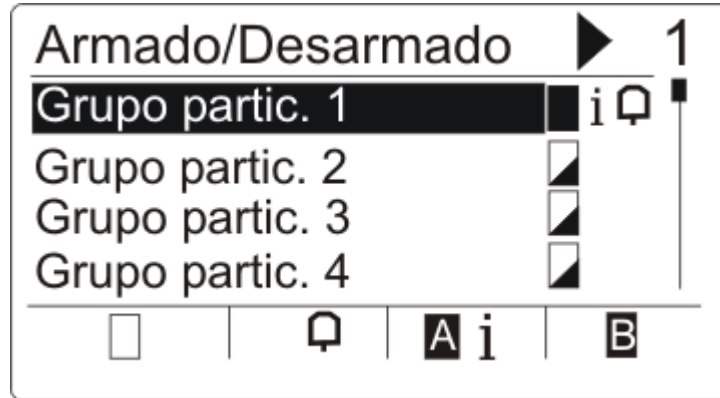 Armado/Desarmado 1
Grupo partic. 1 i
Grupo partic. 2
Grupo partic. 3
Grupo partic. 4
A i B